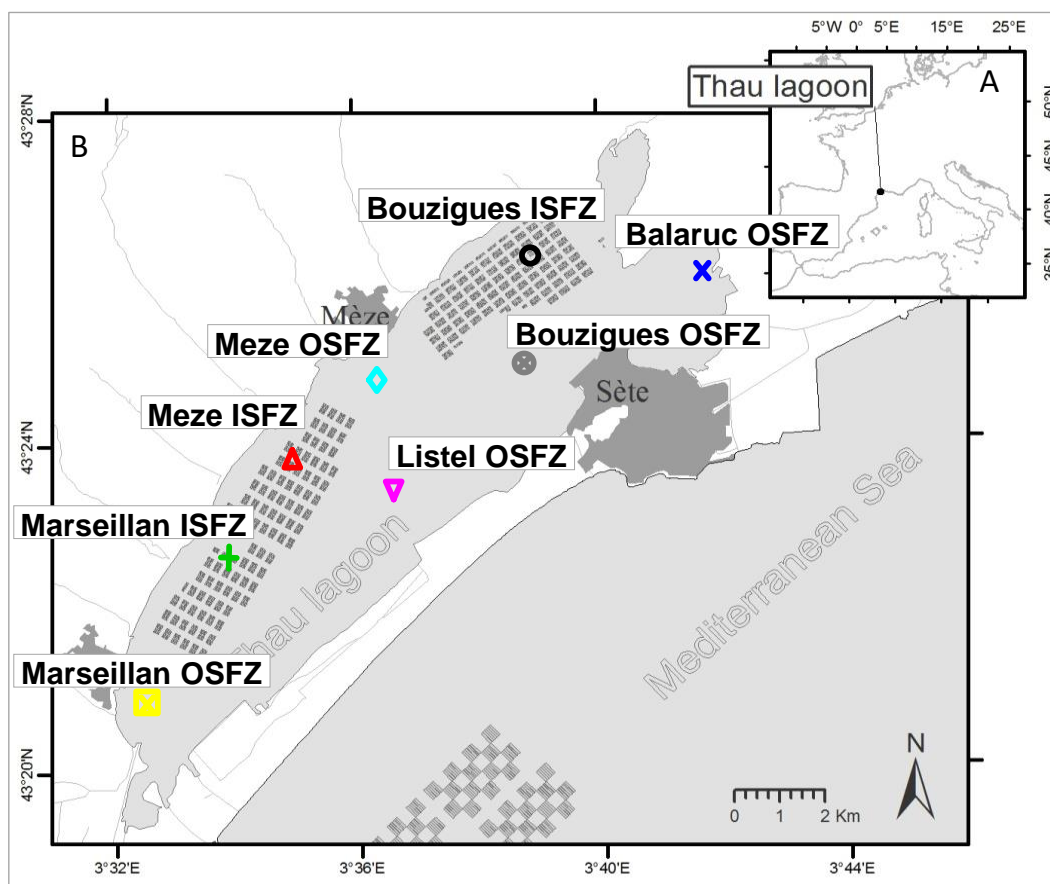 5°W 0° 5°E 15°E 25°E
A
Thau lagoon
50°N
45°N
40°N
35°N
43°28'N
B
Bouzigues ISFZ
Balaruc OSFZ
Mèze
Bouzigues OSFZ
Meze OSFZ
Sète
Meze ISFZ
43°24'N
Listel OSFZ
Marseillan ISFZ
Thau lagoon
Mediterranean Sea
Marseillan OSFZ
N
43°20'N
0 1 2 Km
3°32'E 3°36'E 3°40'E 3°44'E